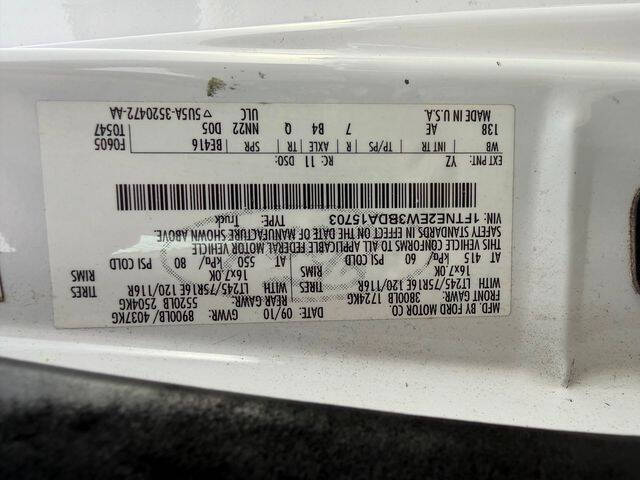 MFD. BY FORD MOTOR CO.
DATE: 09/10 GVWR: 8900LB/ 4037KG
FRONT GAWR: 3800LB 1724KG REAR GAWR: 5520LB 2504KG
WITH LT245/75R16E 120/116R TIRES LT245/75R16E 120/116R TIRES
16x7.0K RIMS 16x7.0K RIMS
AT 415 kPa/ 60 PSI COLD AT 550 kPa/ 80 PSI COLD
THIS VEHICLE CONFORMS TO ALL APPLICABLE FEDERAL MOTOR VEHICLE
SAFETY STANDARDS IN EFFECT ON THE DATE OF MANUFACTURE SHOWN ABOVE.
VIN: 1FTNE2EW3BDA15703 TYPE: Truck
EXT PNT: YZ RC: 11 DSO: F0605
WB INT TR TP/PS R AXLE TR SPR BE416 T0547
138 AE 7 B4 Q NN22 DD5
MADE IN U.S.A. ULC ▽ 5U5A-3520472-AA